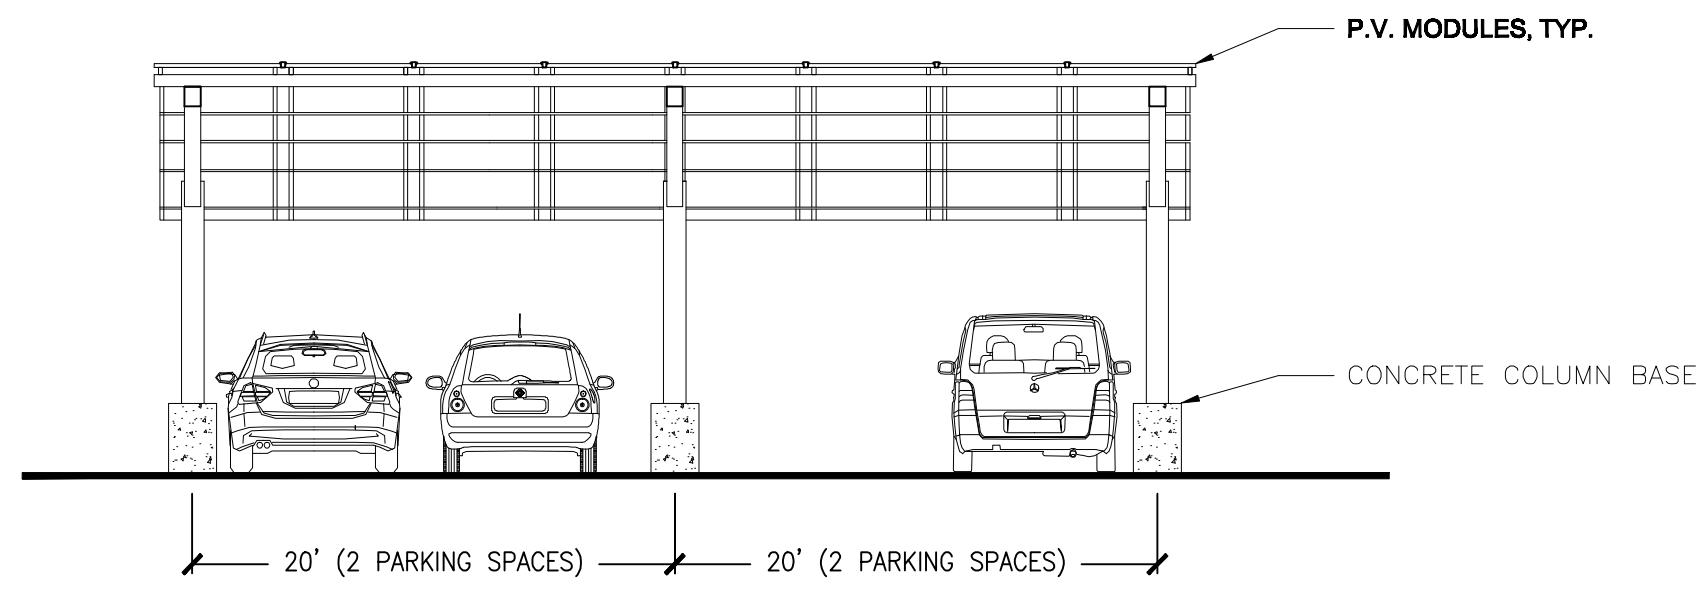 P.V. MODULES, TYP.
CONCRETE COLUMN BASE
20' (2 PARKING SPACES)
20' (2 PARKING SPACES)